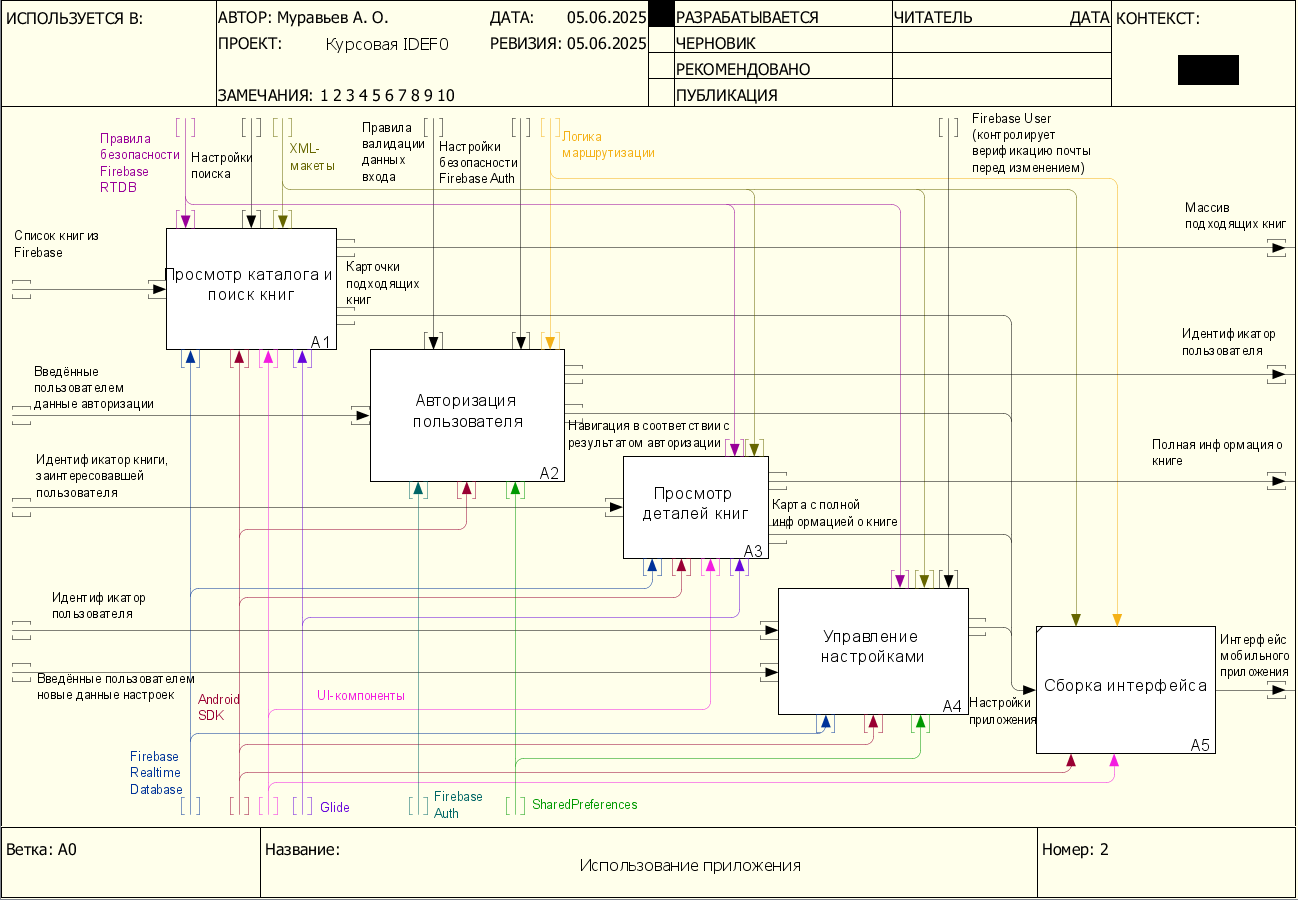 ИСПОЛЬЗУЕТСЯ В:
АВТОР: Муравьев А. О.
ДАТА: 05.06.2025
ПРОЕКТ: Курсовая IDEF0
РЕВИЗИЯ: 05.06.2025
ЗАМЕЧАНИЯ: 1 2 3 4 5 6 7 8 9 10
РАЗРАБАТЫВАЕТСЯ
ЧЕРНОВИК
РЕКОМЕНДОВАНО
ПУБЛИКАЦИЯ
ЧИТАТЕЛЬ
ДАТА
КОНТЕКСТ:
Правила
безопасности
Firebase
RTDB
Настройки
поиска
XML-
макеты
Правила
валидации
данных
входа
Настройки
безопасности
Firebase Auth
Логика
маршрутизации
Firebase User
(контролирует
верификацию почты
перед изменением)
Список книг из
Firebase
Просмотр каталога и
поиск книг
A1
Карточки
подходящих
книг
Массив
подходящих книг
Введённые
пользователем
данные авторизации
Авторизация
пользователя
A2
Идентификатор
пользователя
Навигация в соответствии с
результатом авторизации
Идентификатор книги,
заинтересовавшей
пользователя
Просмотр
деталей книг
A3
Полная информация о
книге
Карта с полной
информацией о книге
Идентификатор
пользователя
Введённые пользователем
новые данные настроек
Управление
настройками
A4
Настройки
приложения
Сборка интерфейса
A5
Интерфейс
мобильного
приложения
Android
SDK
UI-компоненты
Firebase
Realtime
Database
Glide
Firebase
Auth
SharedPreferences
Ветка: A0
Название:
Использование приложения
Номер: 2